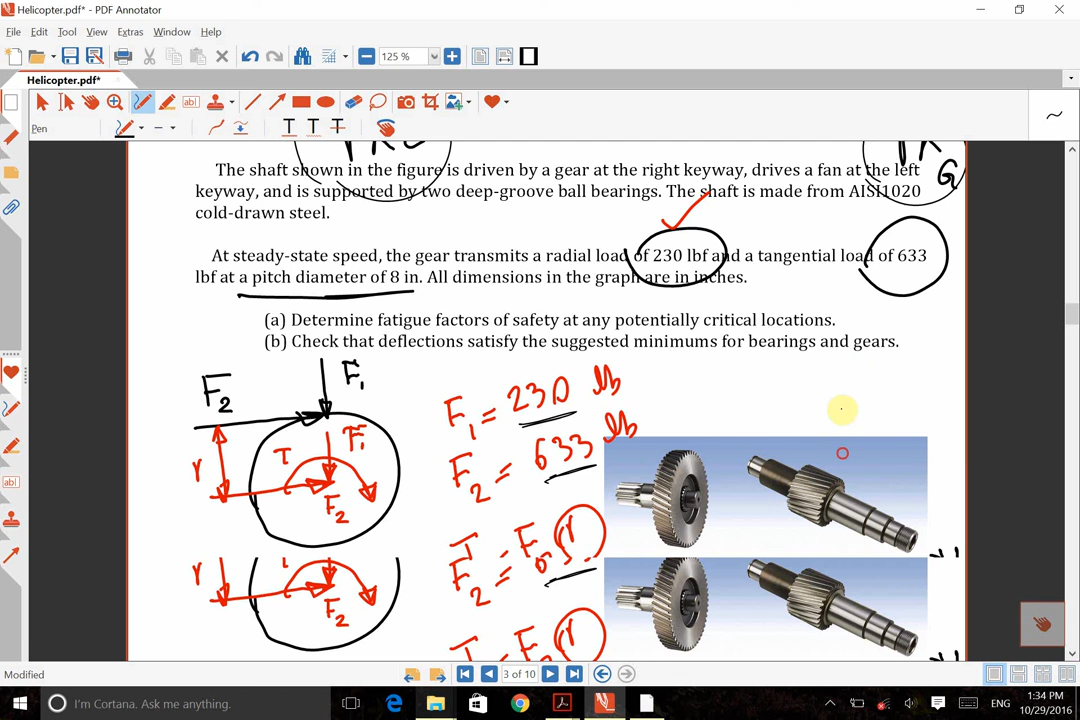 Helicopter.pdf* - PDF Annotator
File Edit Tool View Extras Window Help
125 %
Helicopter.pdf*
ab
T T T
Pen
G
The shaft shown in the figure is driven by a gear at the right keyway, drives a fan at the left
keyway, and is supported by two deep-groove ball bearings. The shaft is made from AISI1020
cold-drawn steel.
At steady-state speed, the gear transmits a radial load of 230 lbf and a tangential load of 633
lbf at a pitch diameter of 8 in. All dimensions in the graph are in inches.
(a) Determine fatigue factors of safety at any potentially critical locations.
(b) Check that deflections satisfy the suggested minimums for bearings and gears.
F1
F2
F1 = 230 lb
T F1
r
F2 = 633 lb
F2
r
F2
ab
3 of 10
Modified
I'm Cortana. Ask me anything.
ENG
1:34 PM
10/29/2016